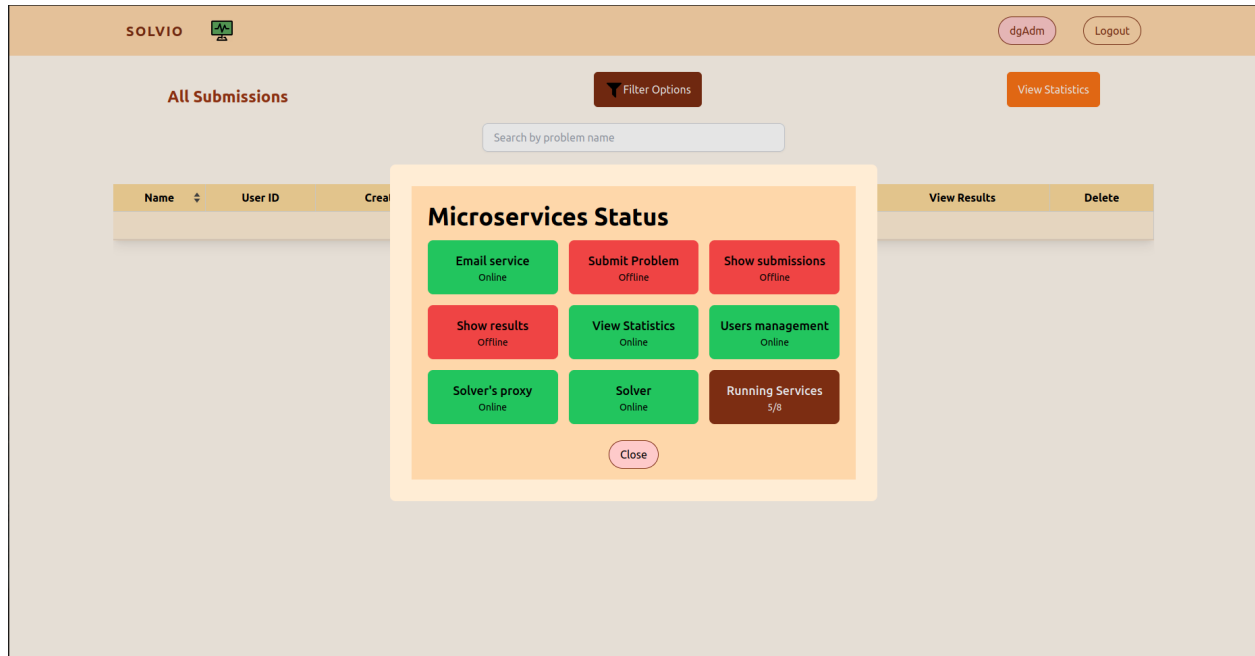 SOLVIO
dgAdm
Logout
All Submissions
Filter Options
View Statistics
Search by problem name
Name
User ID
View Results
Delete
Microservices Status
Email service
Online
Submit Problem
Offline
Show submissions
Offline
Show results
Offline
View Statistics
Online
Users management
Online
Solver's proxy
Online
Solver
Online
Running Services
5/8
Close